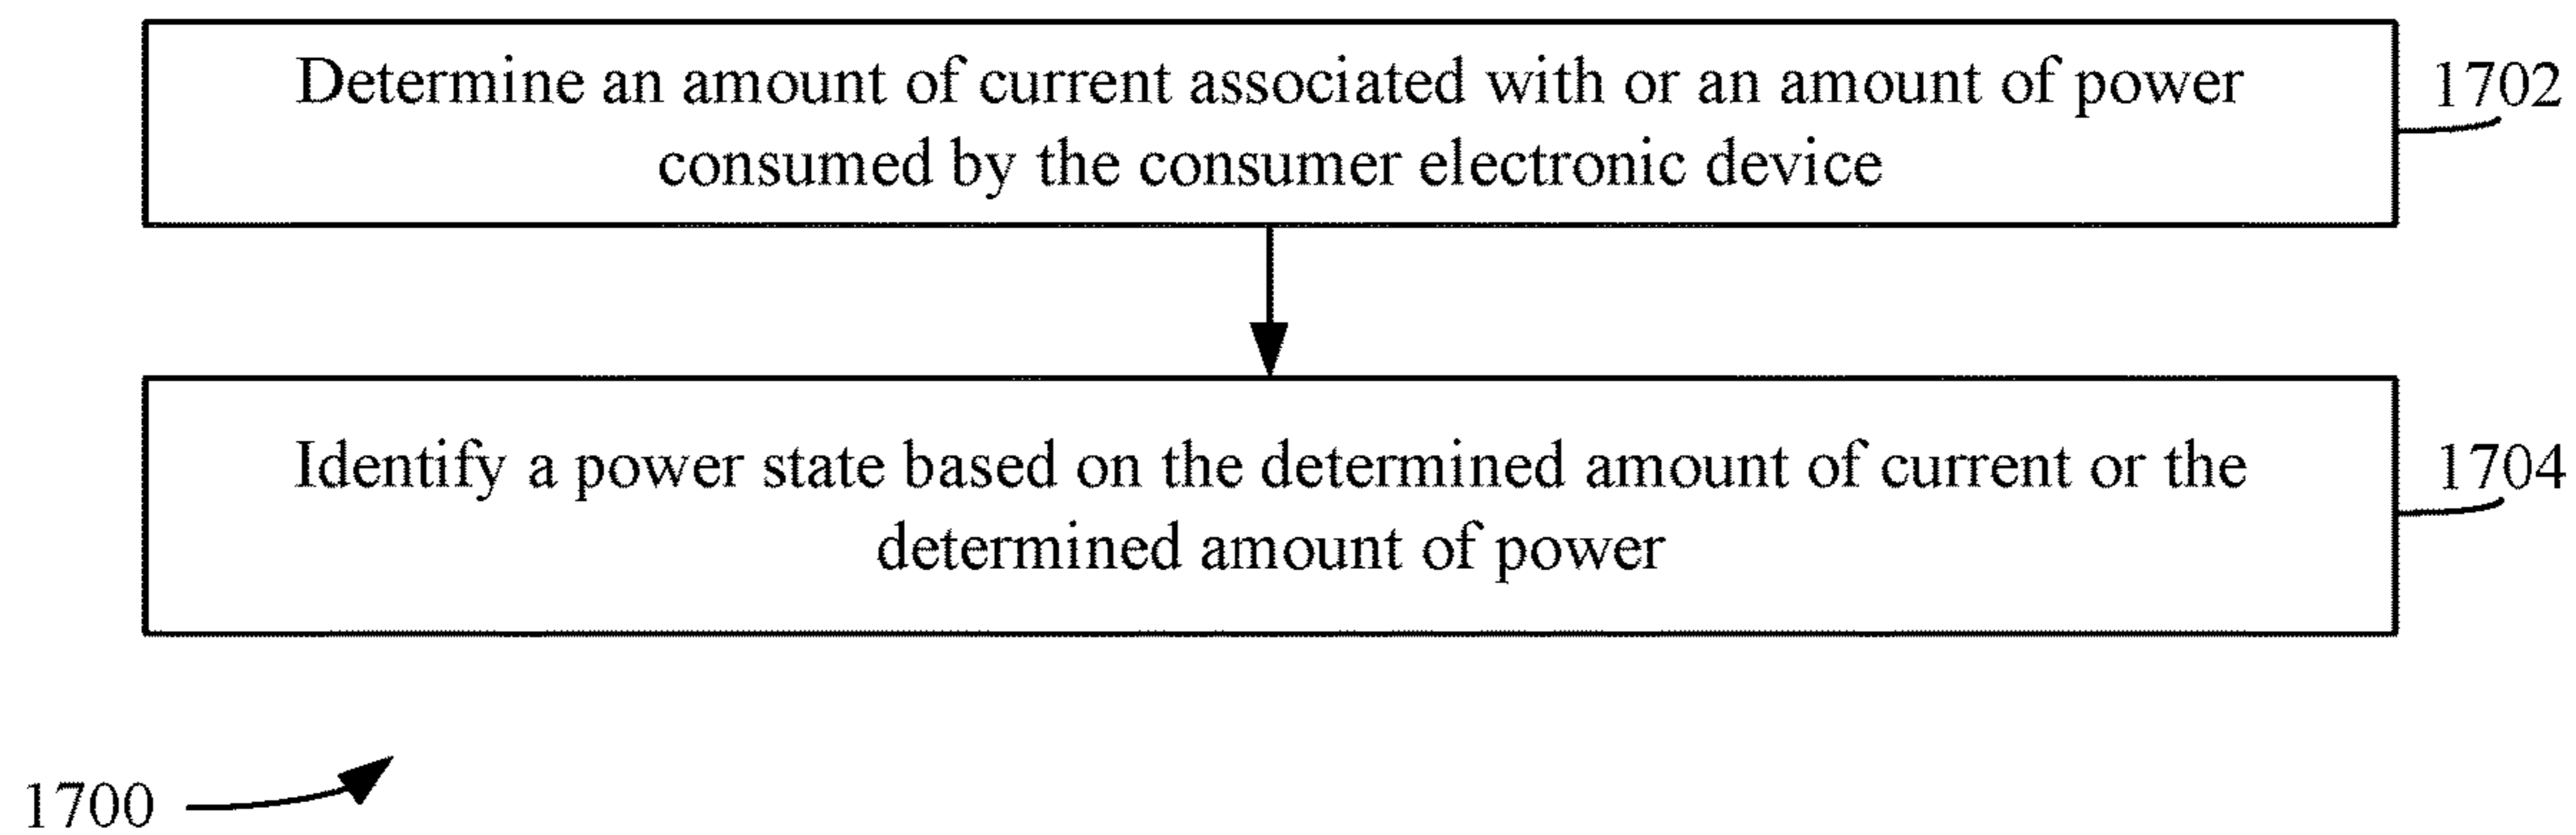 Determine an amount of current associated with or an amount of power
consumed by the consumer electronic device
1702
Identify a power state based on the determined amount of current or the
determined amount of power
1704
1700